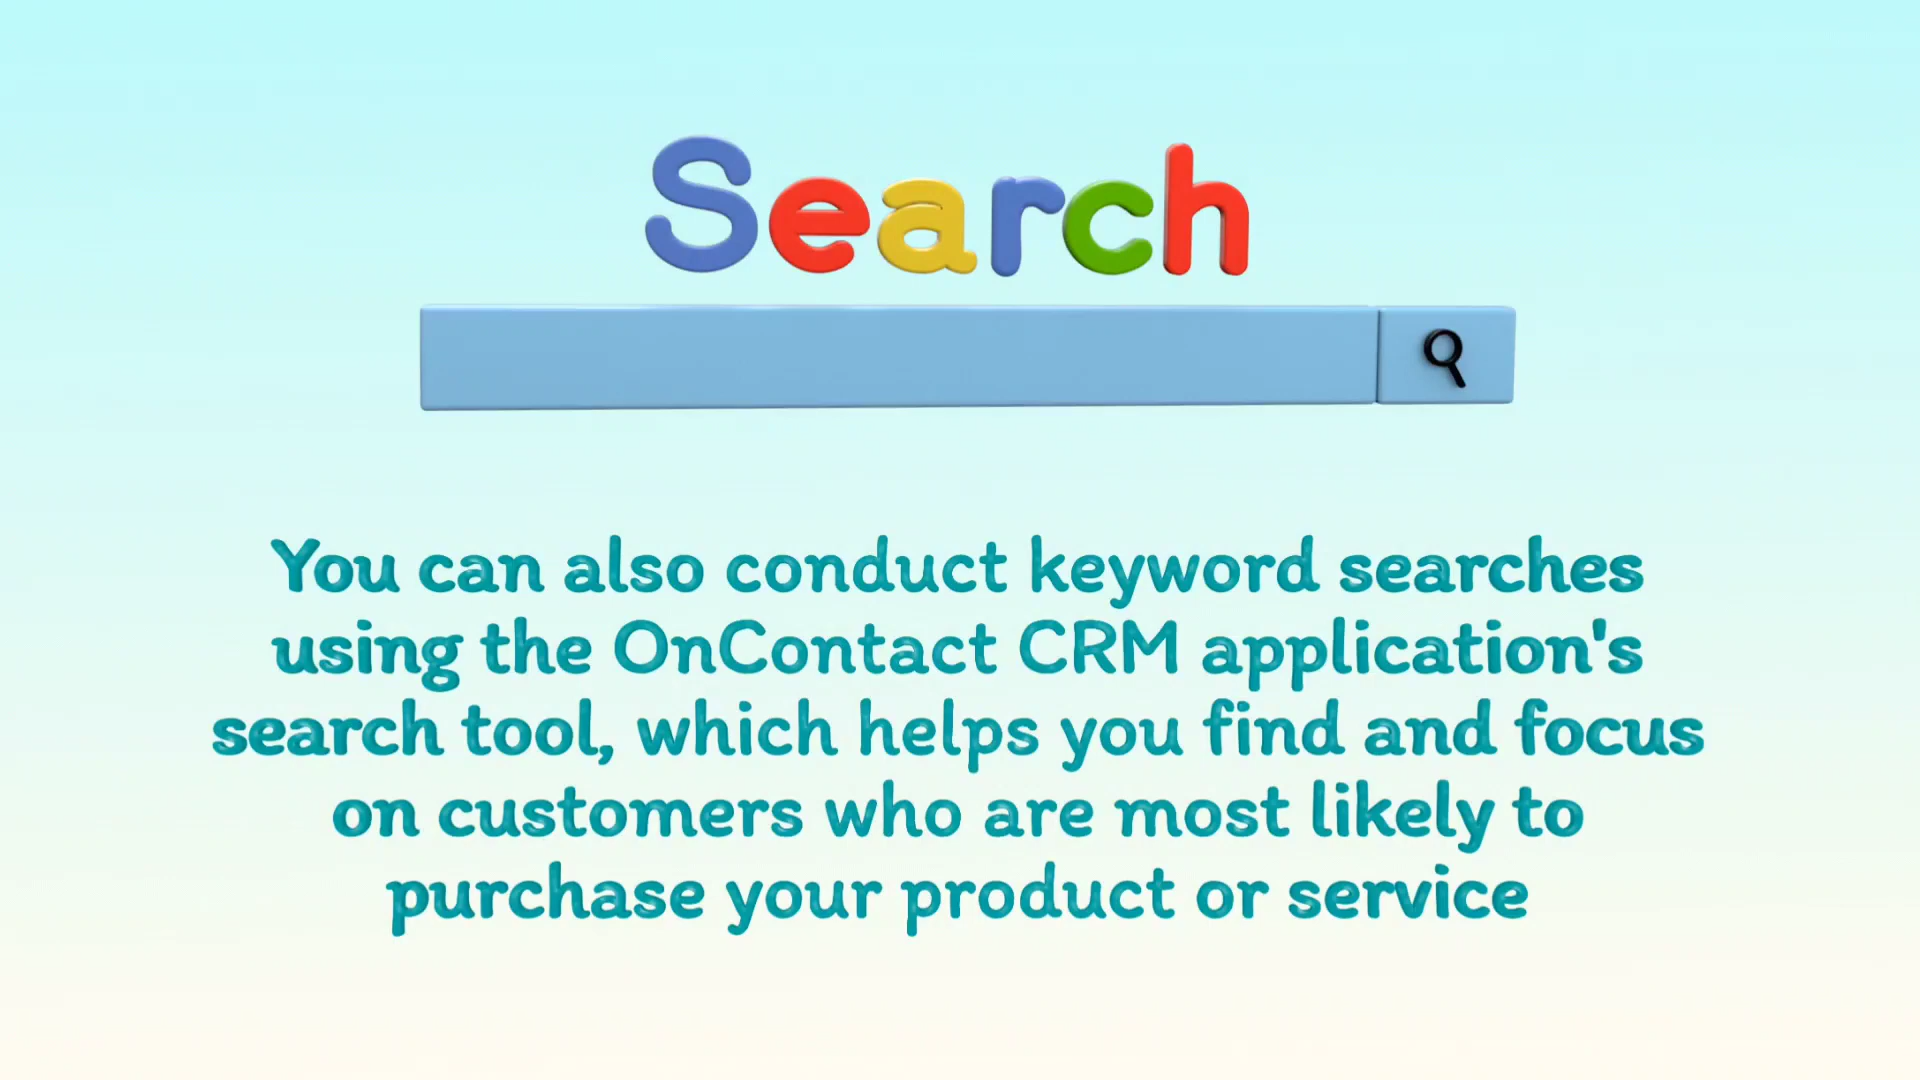 Search
You can also conduct keyword searches
using the OnContact CRM application's
search tool, which helps you find and focus
on customers who are most likely to
purchase your product or service